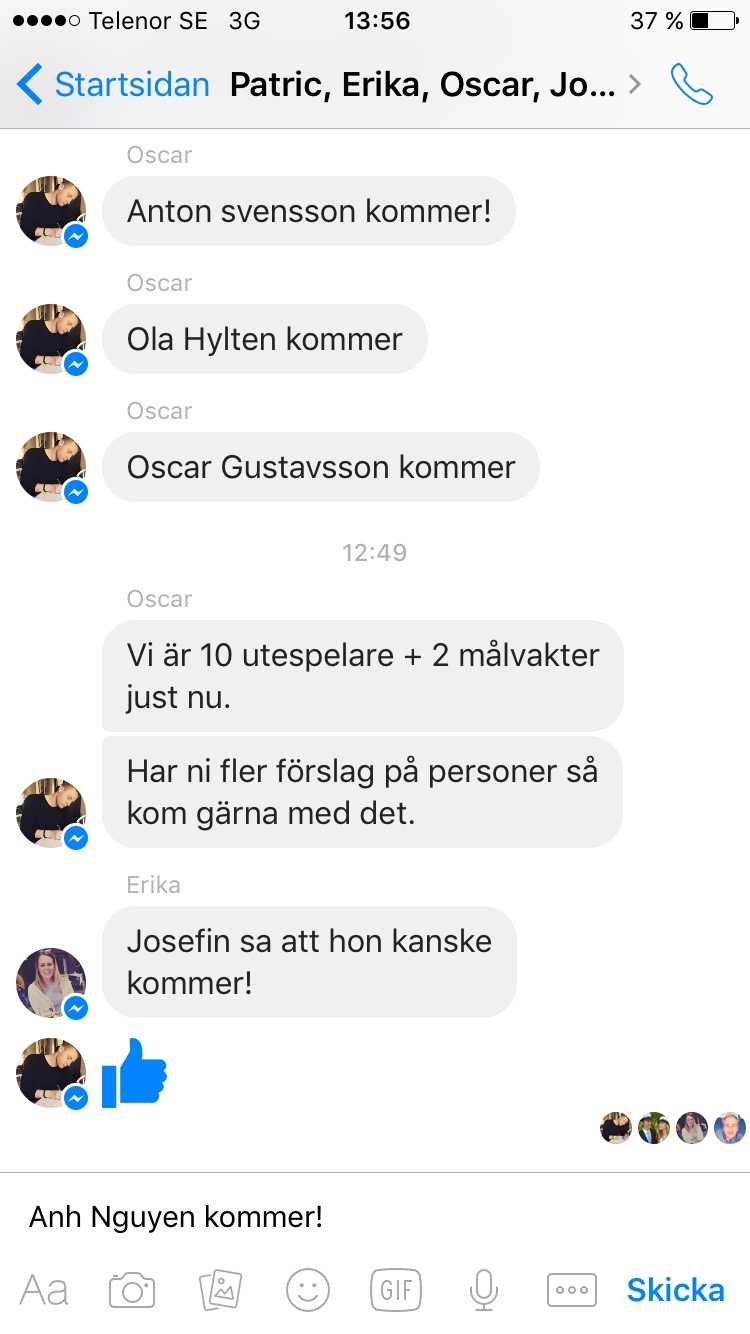 Telenor SE 3G 13:56 37 %
Startsidan Patric, Erika, Oscar, Jo...
Oscar
Anton svensson kommer!
Oscar
Ola Hylten kommer
Oscar
Oscar Gustavsson kommer
12:49
Oscar
Vi är 10 utespelare + 2 målvakter
just nu.
Har ni fler förslag på personer så
kom gärna med det.
Erika
Josefin sa att hon kanske
kommer!
Anh Nguyen kommer!
Aa GIF Skicka